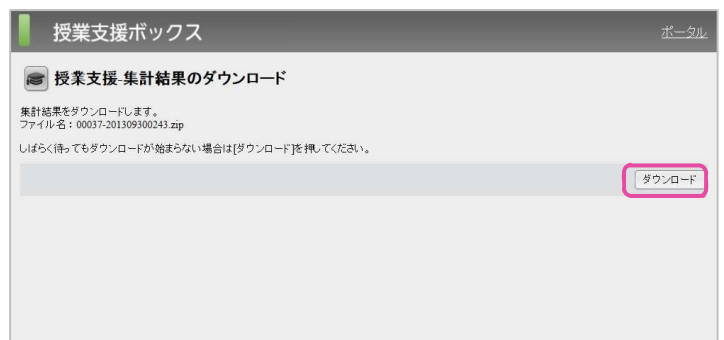 授業支援ボックス
ポータル
授業支援-集計結果のダウンロード
集計結果をダウンロードします。
ファイル名：00037-201309300243.zip
しばらく待ってもダウンロードが始まらない場合は[ダウンロード]を押してください。
ダウンロード